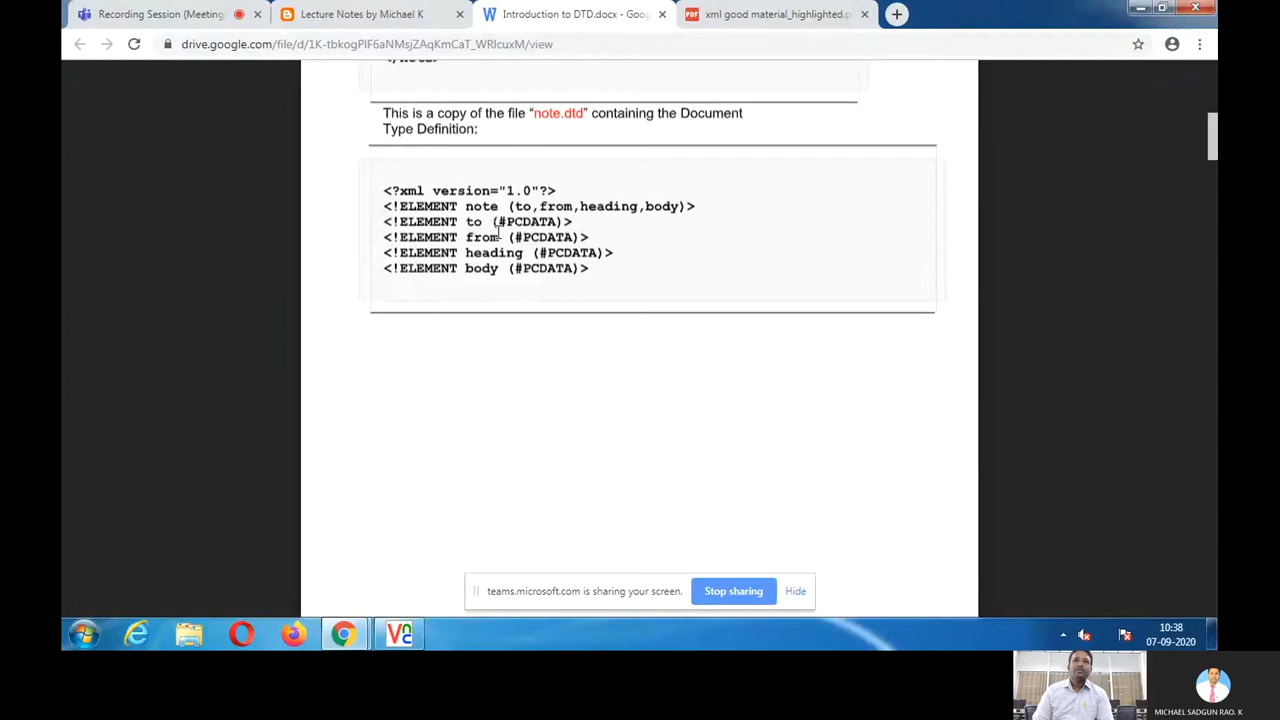 Recording Session (Meeting
Lecture Notes by Michael K
Introduction to DTD.docx - Goog
PDF
xml good material_highlighted.p
drive.google.com/file/d/1K-tbkogPIF6aNMsjZAqKmCaT_WRIcuxM/view
This is a copy of the file “note.dtd” containing the Document
Type Definition:
<?xml version="1.0"?>
<!ELEMENT note (to,from,heading,body)>
<!ELEMENT to (#PCDATA)>
<!ELEMENT from (#PCDATA)>
<!ELEMENT heading (#PCDATA)>
<!ELEMENT body (#PCDATA)>
teams.microsoft.com is sharing your screen.
Stop sharing
Hide
10:38
07-09-2020
MICHAEL SADGUN RAO. K